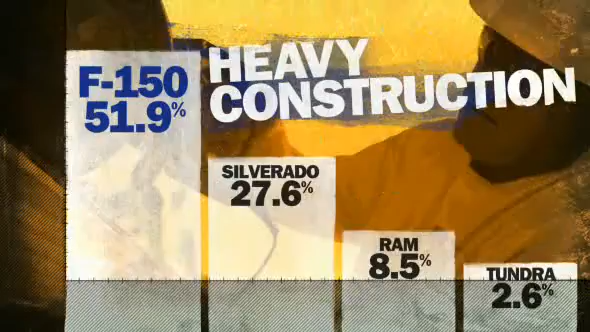 HEAVY
CONSTRUCTION
F-150
51.9%
SILVERADO
27.6%
RAM
8.5%
TUNDRA
2.6%